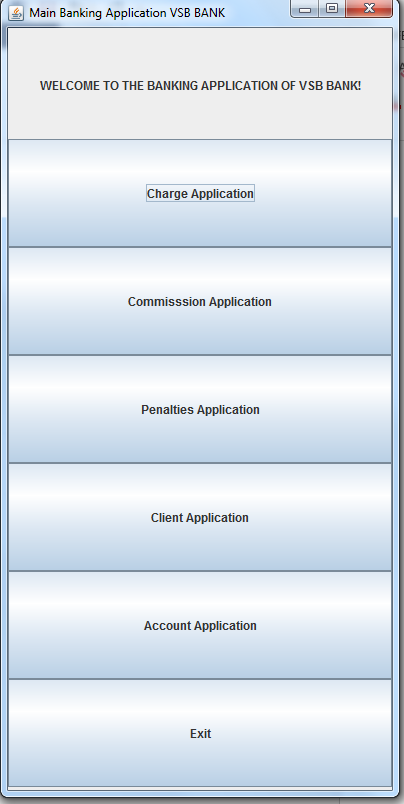 Main Banking Application VSB BANK
WELCOME TO THE BANKING APPLICATION OF VSB BANK!
Charge Application
Commisssion Application
Penalties Application
Client Application
Account Application
Exit